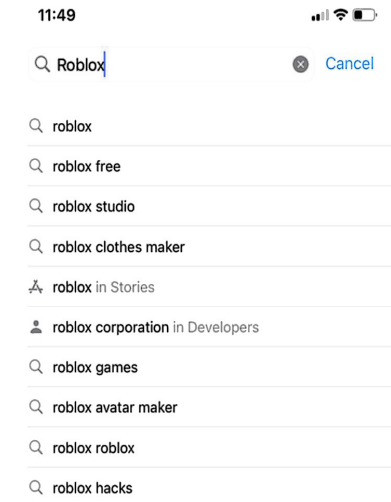 11:49
Roblox
Cancel
roblox
roblox free
roblox studio
roblox clothes maker
roblox in Stories
roblox corporation in Developers
roblox games
roblox avatar maker
roblox roblox
roblox hacks